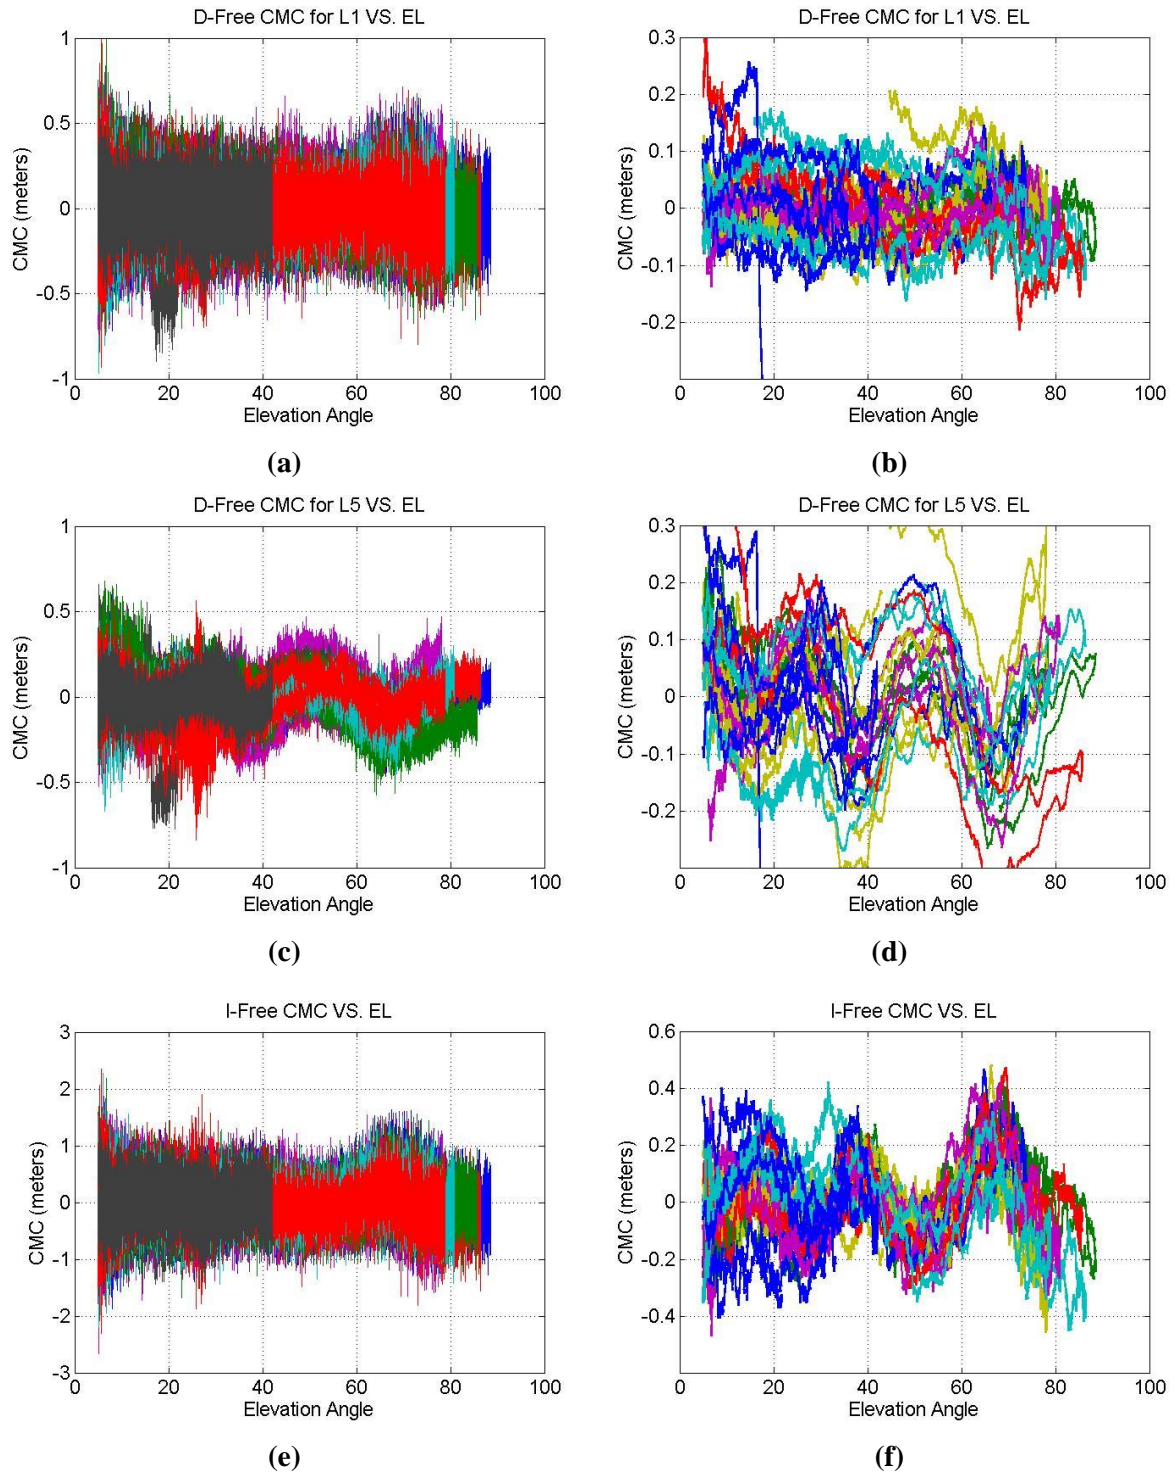 D-Free CMC for L1 VS. EL
D-Free CMC for L1 VS. EL
1
0.5
0
-0.5
-1
CMC (meters)
0 20 40 60 80 100
Elevation Angle
(a)
0.3
0.2
0.1
0
-0.1
-0.2
CMC (meters)
0 20 40 60 80 100
Elevation Angle
(b)
D-Free CMC for L5 VS. EL
D-Free CMC for L5 VS. EL
1
0.5
0
-0.5
-1
CMC (meters)
0 20 40 60 80 100
Elevation Angle
(c)
0.3
0.2
0.1
0
-0.1
-0.2
CMC (meters)
0 20 40 60 80 100
Elevation Angle
(d)
I-Free CMC VS. EL
I-Free CMC VS. EL
3
2
1
0
-1
-2
-3
CMC (meters)
0 20 40 60 80 100
Elevation Angle
(e)
0.6
0.4
0.2
0
-0.2
-0.4
CMC (meters)
0 20 40 60 80 100
Elevation Angle
(f)